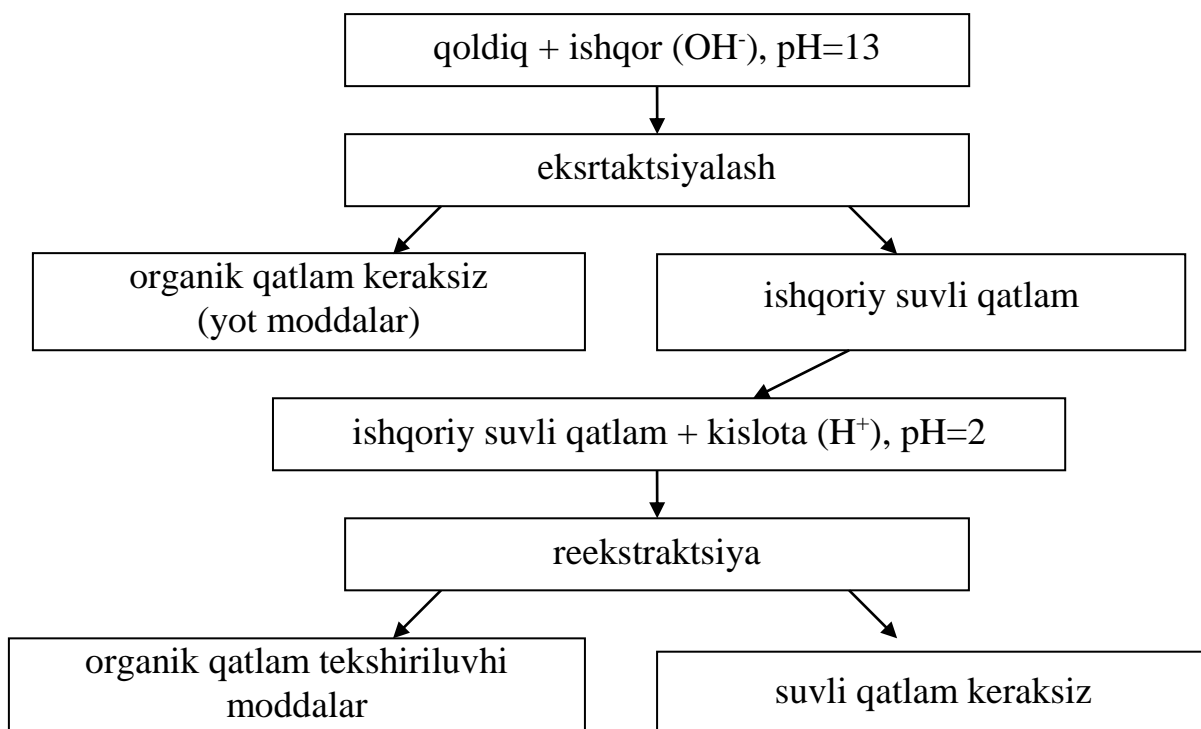 qoldiq + ishqor (OH⁻), pH=13
eksrtaktsiyalash
organik qatlam keraksiz
(yot moddalar)
ishqoriy suvli qatlam
ishqoriy suvli qatlam + kislota (H⁺), pH=2
reekstraktsiya
organik qatlam tekshiriluvhi
moddalar
suvli qatlam keraksiz